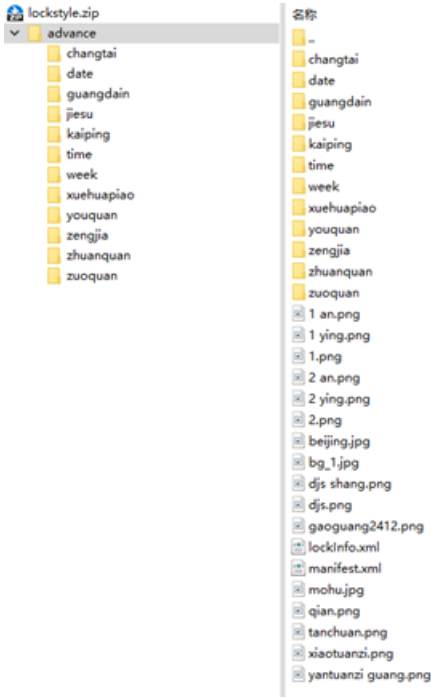 lockstyle.zip
advance
changtai
date
guangdain
jiesu
kaiping
time
week
xuehuapiao
youquan
zengjia
zhuanquan
zuoquan
名称
_
changtai
date
guangdain
jiesu
kaiping
time
week
xuehuapiao
youquan
zengjia
zhuanquan
zuoquan
1 an.png
1 ying.png
1.png
2 an.png
2 ying.png
2.png
beijing.jpg
bg_1.jpg
djs shang.png
djs.png
gaoguang2412.png
lockInfo.xml
manifest.xml
mohu.jpg
qian.png
tanchuan.png
xiaotuanzi.png
yantuanzi guang.png